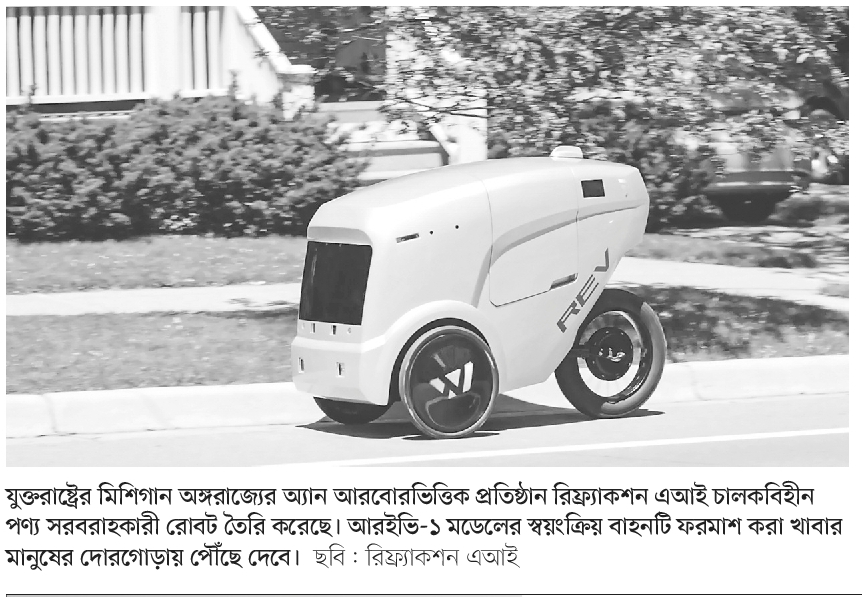 REV
যুক্তরাষ্ট্রের মিশিগান অঙ্গরাজ্যের অ্যান আরবোরভিত্তিক প্রতিষ্ঠান রিফ্র্যাকশন এআই চালকবিহীন
পণ্য সরবরাহকারী রোবট তৈরি করেছে। আরইভি-১ মডেলের স্বয়ংক্রিয় বাহনটি ফরমাশ করা খাবার
মানুষের দোরগোড়ায় পৌঁছে দেবে। ছবি : রিফ্র্যাকশন এআই